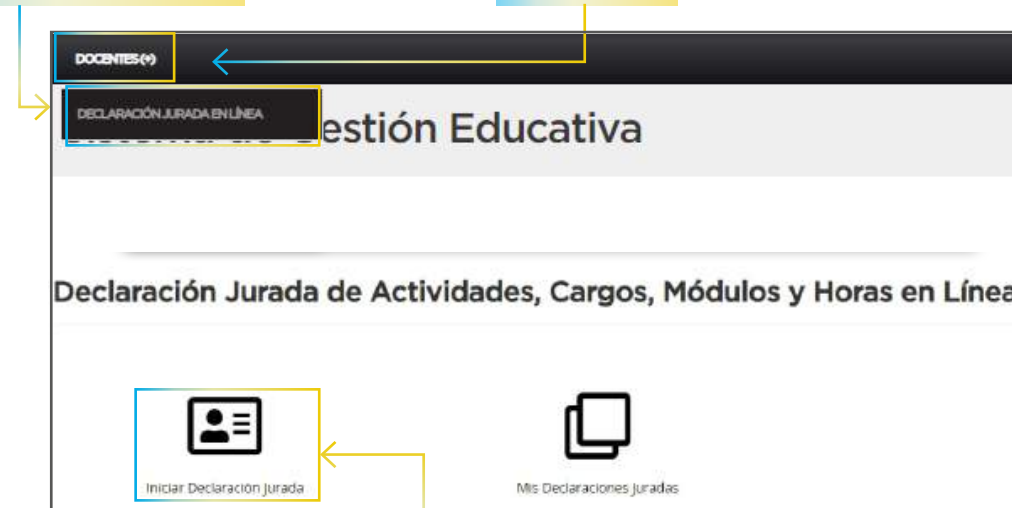 DOCENTES (+)
DECLARACIÓN JURADA EN LÍNEA
estión Educativa
Declaración Jurada de Actividades, Cargos, Módulos y Horas en Línea
Iniciar Declaración Jurada
Mis Declaraciones Juradas